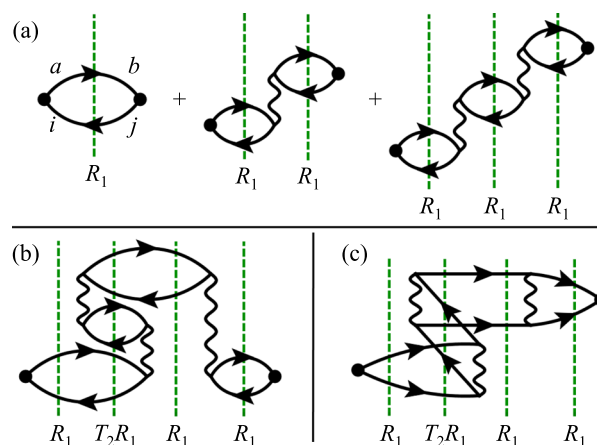 (a)
a b
+ +
i j
R₁ R₁ R₁ R₁ R₁ R₁
(b) (c)
R₁ T₂R₁ R₁ R₁ R₁ T₂R₁ R₁ R₁